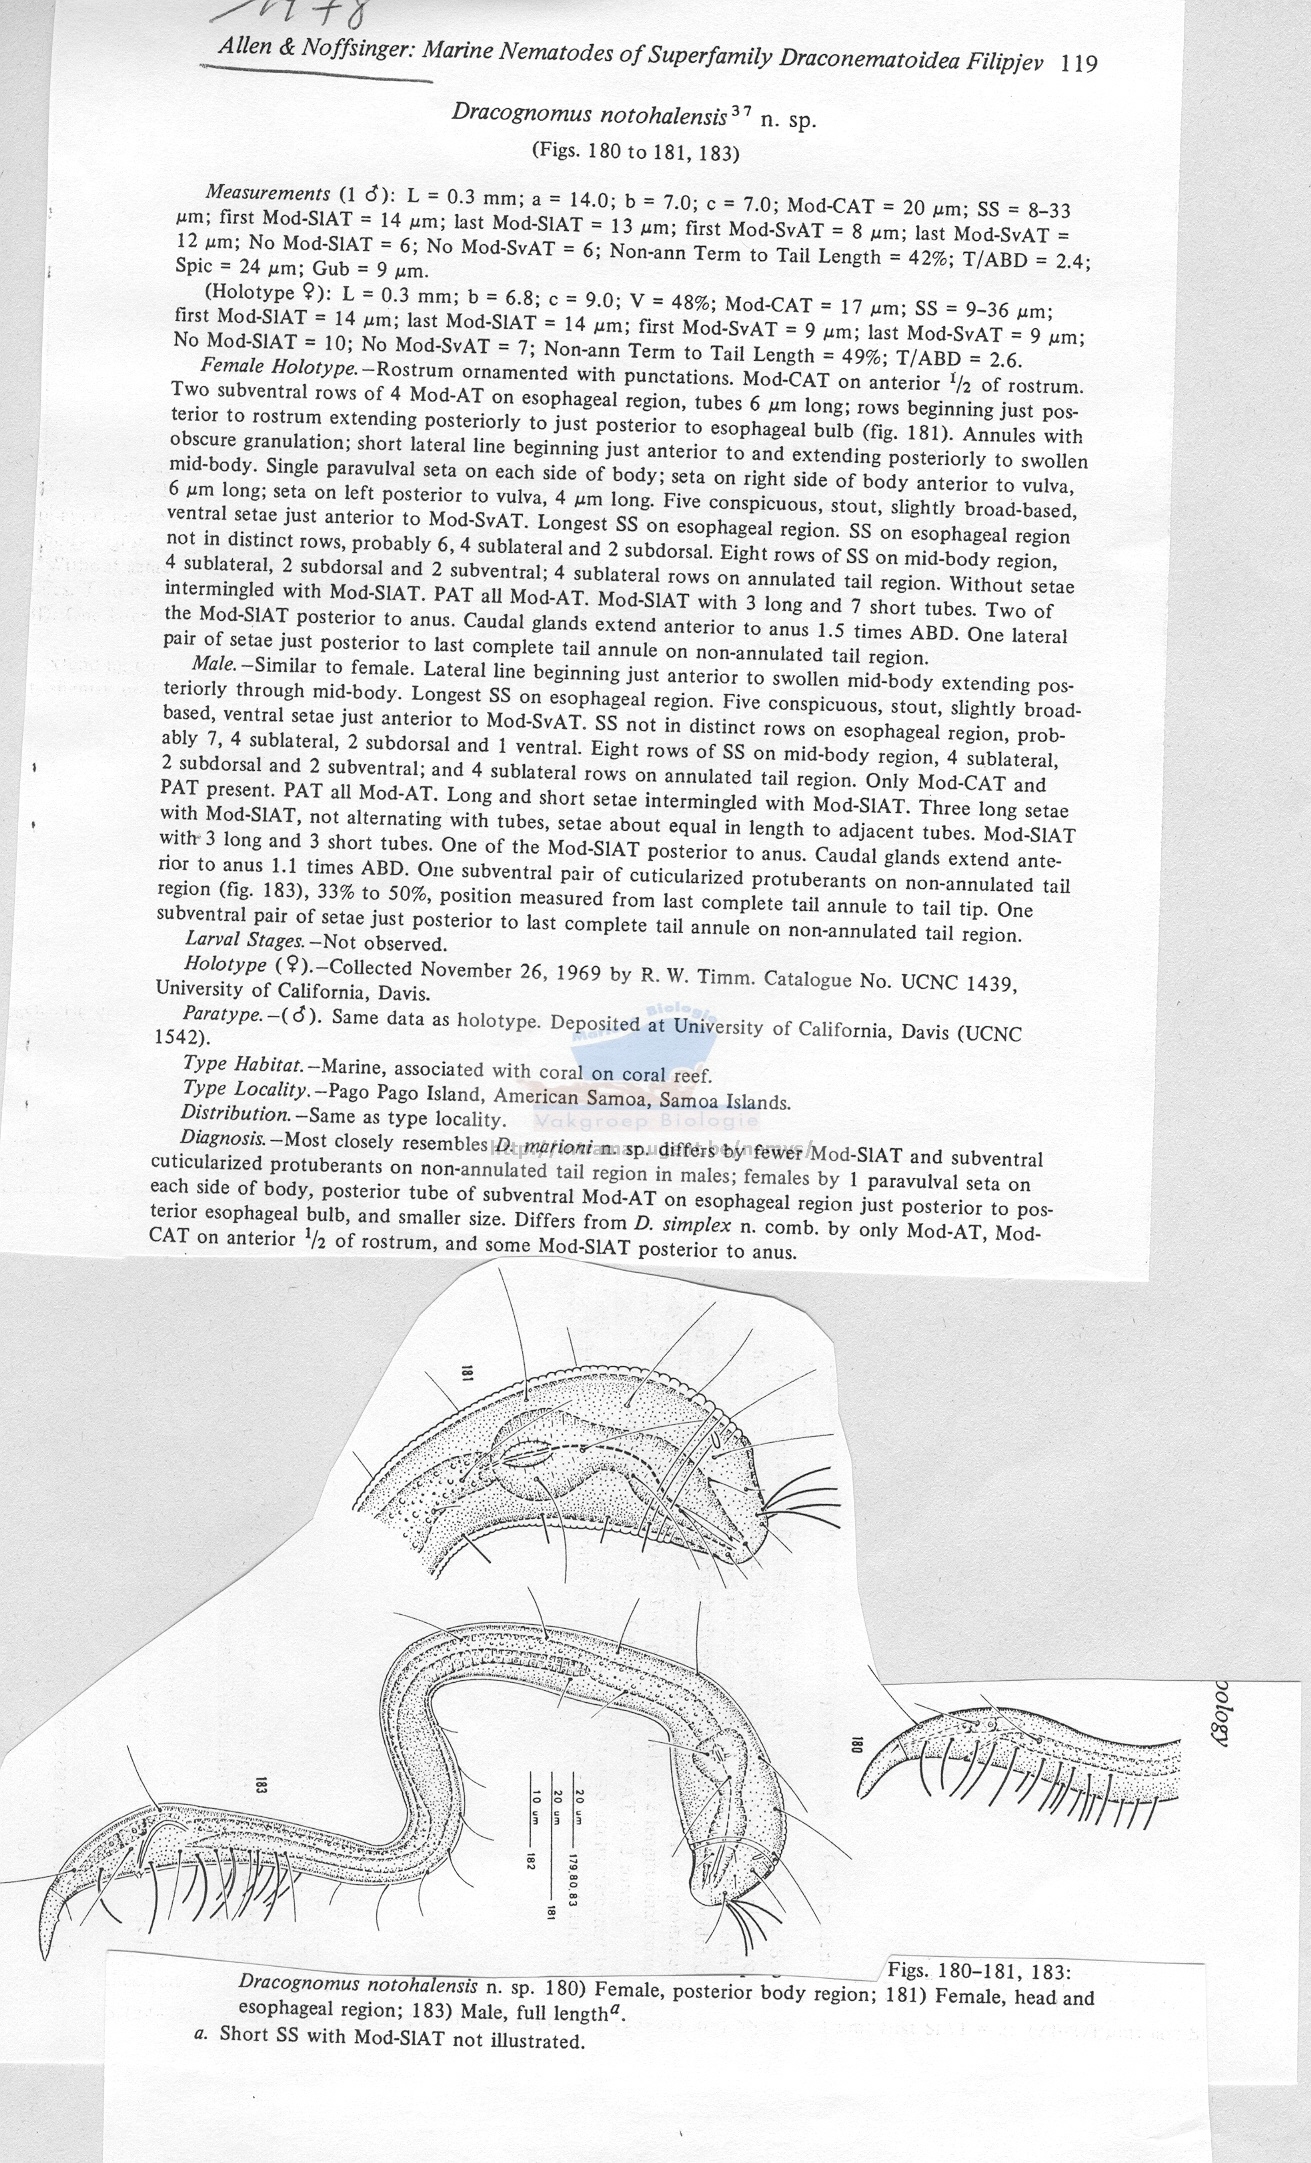 1978
Allen & Noffsinger: Marine Nematodes of Superfamily Draconematoidea Filipjev 119
Dracognomus notohalensis³⁷ n. sp.
(Figs. 180 to 181, 183)
Measurements (1 ♂): L = 0.3 mm; a = 14.0; b = 7.0; c = 7.0; Mod-CAT = 20 μm; SS = 8–33
μm; first Mod-SlAT = 14 μm; last Mod-SlAT = 13 μm; first Mod-SvAT = 8 μm; last Mod-SvAT =
12 μm; No Mod-SlAT = 6; No Mod-SvAT = 6; Non-ann Term to Tail Length = 42%; T/ABD = 2.4;
Spic = 24 μm; Gub = 9 μm.
(Holotype ♀): L = 0.3 mm; b = 6.8; c = 9.0; V = 48%; Mod-CAT = 17 μm; SS = 9–36 μm;
first Mod-SlAT = 14 μm; last Mod-SlAT = 14 μm; first Mod-SvAT = 9 μm; last Mod-SvAT = 9 μm;
No Mod-SlAT = 10; No Mod-SvAT = 7; Non-ann Term to Tail Length = 49%; T/ABD = 2.6.
Female Holotype.—Rostrum ornamented with punctations. Mod-CAT on anterior ½ of rostrum.
Two subventral rows of 4 Mod-AT on esophageal region, tubes 6 μm long; rows beginning just pos-
terior to rostrum extending posteriorly to just posterior to esophageal bulb (fig. 181). Annules with
obscure granulation; short lateral line beginning just anterior to and extending posteriorly to swollen
mid-body. Single paravulval seta on each side of body; seta on right side of body anterior to vulva,
6 μm long; seta on left posterior to vulva, 4 μm long. Five conspicuous, stout, slightly broad-based,
ventral setae just anterior to Mod-SvAT. Longest SS on esophageal region. SS on esophageal region
not in distinct rows, probably 6, 4 sublateral and 2 subdorsal. Eight rows of SS on mid-body region,
4 sublateral, 2 subdorsal and 2 subventral; 4 sublateral rows on annulated tail region. Without setae
intermingled with Mod-SlAT. PAT all Mod-AT. Mod-SlAT with 3 long and 7 short tubes. Two of
the Mod-SlAT posterior to anus. Caudal glands extend anterior to anus 1.5 times ABD. One lateral
pair of setae just posterior to last complete tail annule on non-annulated tail region.
Male.—Similar to female. Lateral line beginning just anterior to swollen mid-body extending pos-
teriorly through mid-body. Longest SS on esophageal region. Five conspicuous, stout, slightly broad-
based, ventral setae just anterior to Mod-SvAT. SS not in distinct rows on esophageal region, prob-
ably 7, 4 sublateral, 2 subdorsal and 1 ventral. Eight rows of SS on mid-body region, 4 sublateral,
2 subdorsal and 2 subventral; and 4 sublateral rows on annulated tail region. Only Mod-CAT and
PAT present. PAT all Mod-AT. Long and short setae intermingled with Mod-SlAT. Three long setae
with Mod-SlAT, not alternating with tubes, setae about equal in length to adjacent tubes. Mod-SlAT
with 3 long and 3 short tubes. One of the Mod-SlAT posterior to anus. Caudal glands extend ante-
rior to anus 1.1 times ABD. One subventral pair of cuticularized protuberants on non-annulated tail
region (fig. 183), 33% to 50%, position measured from last complete tail annule to tail tip. One
subventral pair of setae just posterior to last complete tail annule on non-annulated tail region.
Larval Stages.—Not observed.
Holotype (♀).—Collected November 26, 1969 by R. W. Timm. Catalogue No. UCNC 1439,
University of California, Davis.
Paratype.—(♂). Same data as holotype. Deposited at University of California, Davis (UCNC
1542).
Type Habitat.—Marine, associated with coral on coral reef.
Type Locality.—Pago Pago Island, American Samoa, Samoa Islands.
Distribution.—Same as type locality.
Diagnosis.—Most closely resembles D. marioni n. sp. differs by fewer Mod-SlAT and subventral
cuticularized protuberants on non-annulated tail region in males; females by 1 paravulval seta on
each side of body, posterior tube of subventral Mod-AT on esophageal region just posterior to pos-
terior esophageal bulb, and smaller size. Differs from D. simplex n. comb. by only Mod-AT, Mod-
CAT on anterior ½ of rostrum, and some Mod-SlAT posterior to anus.
Marine Biologie
Vakgroep Biologie
181
180
ology
183
20 um 179,80,83
20 um 181
10 um 182
Figs. 180–181, 183:
Dracognomus notohalensis n. sp. 180) Female, posterior body region; 181) Female, head and
esophageal region; 183) Male, full lengthᵃ.
a. Short SS with Mod-SlAT not illustrated.